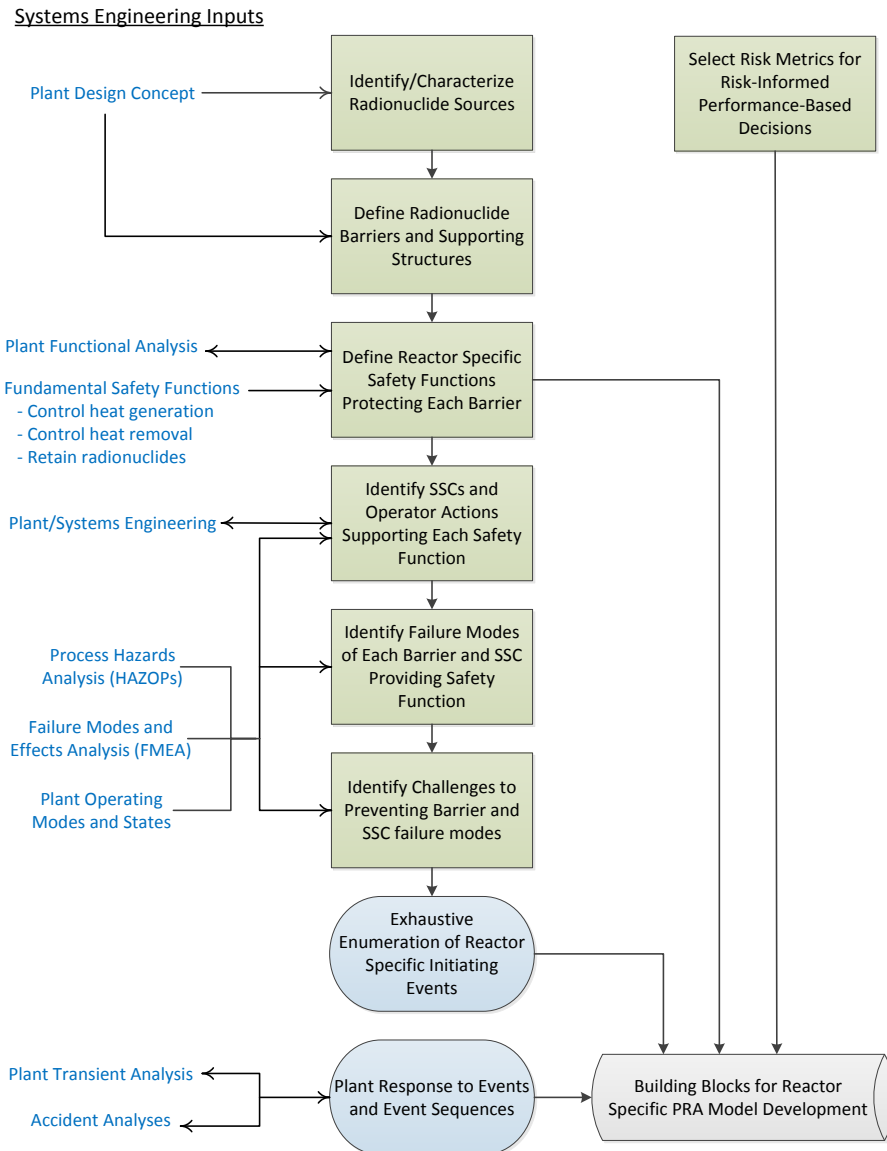 Systems Engineering Inputs
Plant Design Concept
Identify/Characterize
Radionuclide Sources
Select Risk Metrics for
Risk-Informed
Performance-Based
Decisions
Define Radionuclide
Barriers and Supporting
Structures
Plant Functional Analysis
Fundamental Safety Functions
- Control heat generation
- Control heat removal
- Retain radionuclides
Define Reactor Specific
Safety Functions
Protecting Each Barrier
Plant/Systems Engineering
Identify SSCs and
Operator Actions
Supporting Each Safety
Function
Process Hazards
Analysis (HAZOPs)
Failure Modes and
Effects Analysis (FMEA)
Plant Operating
Modes and States
Identify Failure Modes
of Each Barrier and SSC
Providing Safety
Function
Identify Challenges to
Preventing Barrier and
SSC failure modes
Exhaustive
Enumeration of Reactor
Specific Initiating
Events
Plant Transient Analysis
Accident Analyses
Plant Response to Events
and Event Sequences
Building Blocks for Reactor
Specific PRA Model Development